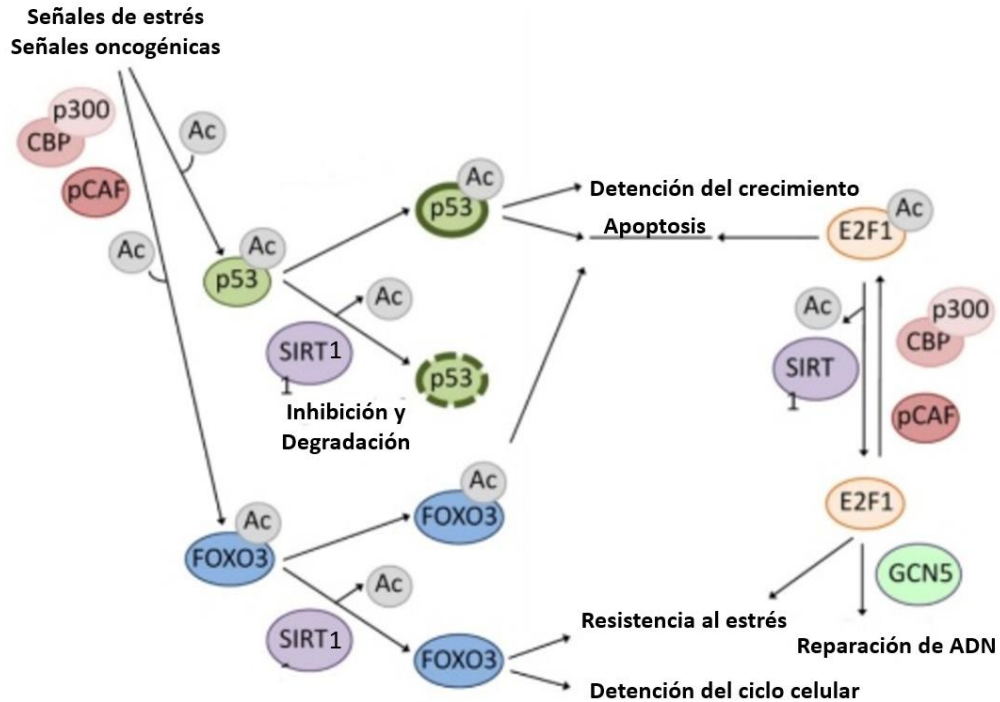 Señales de estrés
Señales oncogénicas
p300
CBP
pCAF
Ac
Ac
Ac
p53
Ac
p53
Detención del crecimiento
Apoptosis
Ac
E2F1
Ac
SIRT1
1
p53
Inhibición y
Degradación
Ac
SIRT
1
p300
CBP
pCAF
Ac
FOXO3
Ac
FOXO3
Ac
SIRT1
FOXO3
E2F1
GCN5
Resistencia al estrés
Reparación de ADN
Detención del ciclo celular